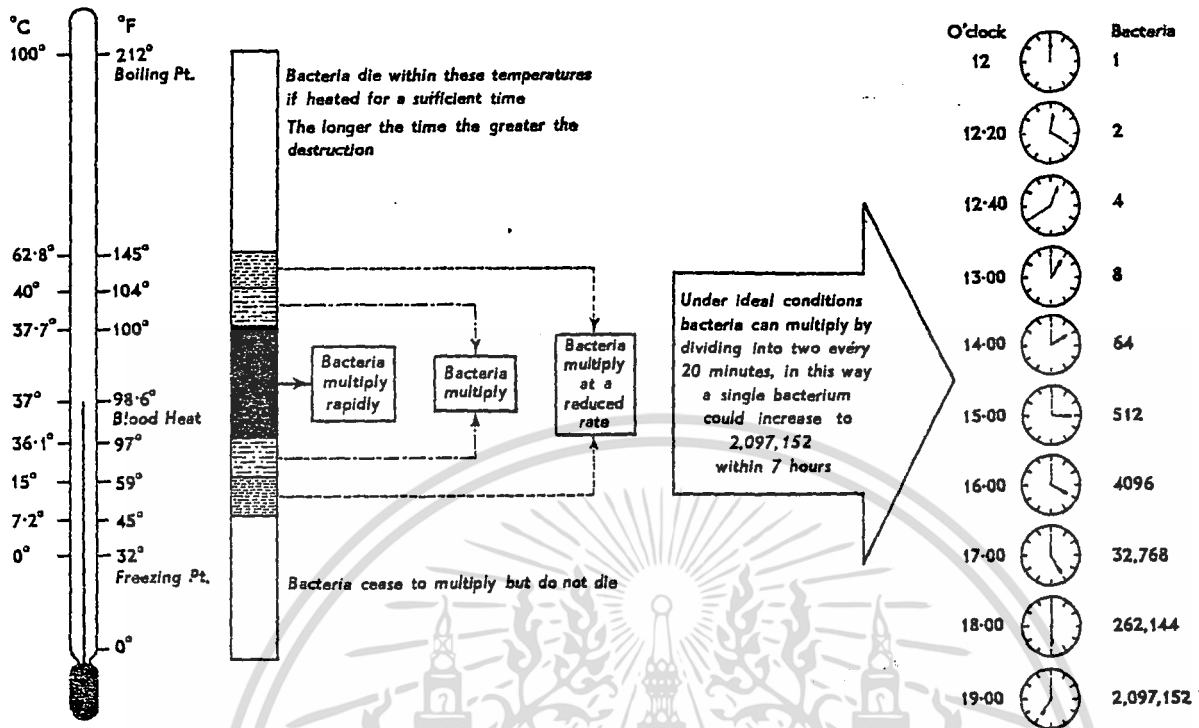 °C
°F
100°
212°
Boiling Pt.
62·8°
145°
40°
104°
37·7°
100°
37°
98·6°
Blood Heat
36·1°
97°
15°
59°
7·2°
45°
0°
32°
Freezing Pt.
0°
Bacteria die within these temperatures
if heated for a sufficient time
The longer the time the greater the
destruction
Bacteria
multiply
rapidly
Bacteria
multiply
Bacteria
multiply
at a
reduced
rate
Bacteria cease to multiply but do not die
Under ideal conditions
bacteria can multiply by
dividing into two every
20 minutes, in this way
a single bacterium
could increase to
2,097,152
within 7 hours
O'clock
Bacteria
12
1
12·20
2
12·40
4
13·00
8
14·00
64
15·00
512
16·00
4096
17·00
32,768
18·00
262,144
19·00
2,097,152